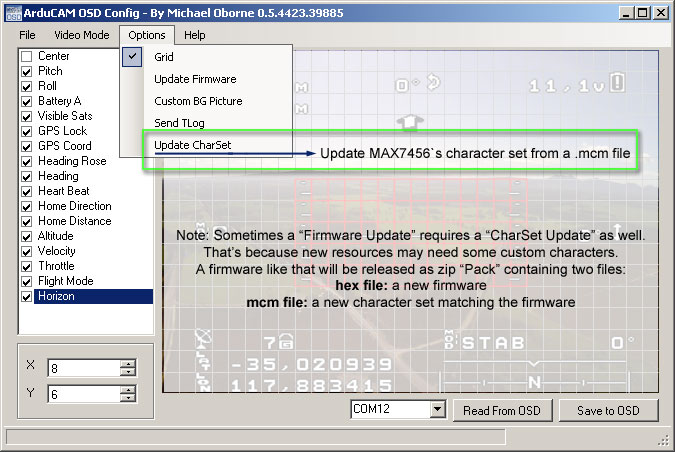 ArduCAM OSD Config - By Michael Oborne 0.5.4423.39885
File Video Mode Options Help
Center
Pitch
Roll
Battery A
Visible Sats
GPS Lock
GPS Coord
Heading Rose
Heading
Heart Beat
Home Direction
Home Distance
Altitude
Velocity
Throttle
Flight Mode
Horizon
Grid
Update Firmware
Custom BG Picture
Send TLog
Update CharSet
M 0° 11,1v
M
Update MAX7456`s character set from a .mcm file
Note: Sometimes a “Firmware Update” requires a “CharSet Update” as well.
That’s because new resources may need some custom characters.
A firmware like that will be released as zip “Pack” containing two files:
hex file: a new firmware
mcm file: a new character set matching the firmware
7 STAB 0°
-35,020939
117,883415 N
X 8
Y 6
COM12 Read From OSD Save to OSD